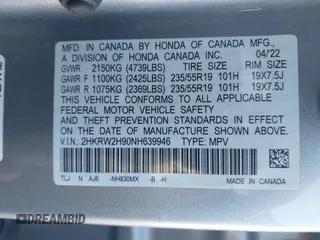 MFD. IN CANADA BY HONDA OF CANADA MFG., 04/22
A DIVISION OF HONDA CANADA INC.
GVWR 2150KG (4739LBS) TIRE SIZE RIM SIZE
GAWR F 1100KG (2425LBS) 235/55R19 101H 19X7.5J
GAWR R 1075KG (2369LBS) 235/55R19 101H 19X7.5J
THIS VEHICLE CONFORMS TO ALL APPLICABLE
FEDERAL MOTOR VEHICLE SAFETY
AND THEFT PREVENTION STANDARDS IN EFFECT
ON THE DATE OF MANUFACTURE SHOWN ABOVE.
V.I.N.: 2HKRW2H90NH639946 TYPE: MPV
TLJ N AJ6 -NH830MX -B -H
MADE IN CANADA
DREAMBID